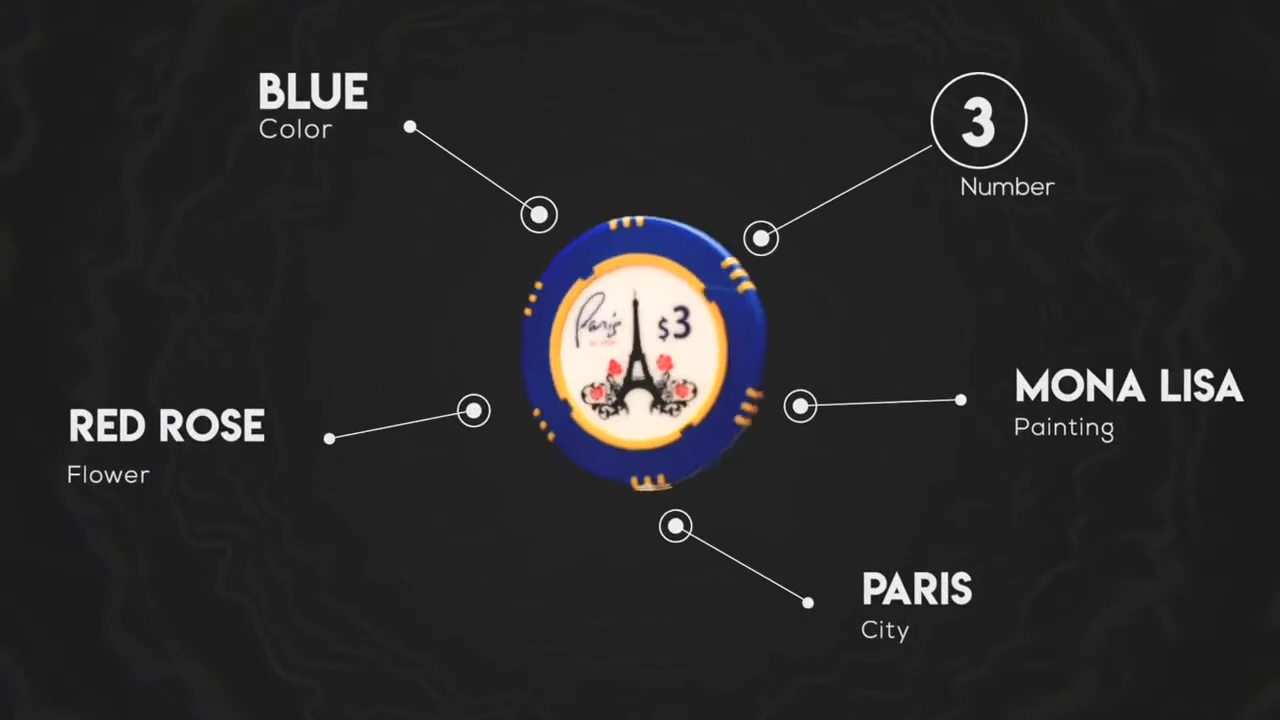 BLUE
Color
3
Number
Paris
$3
RED ROSE
Flower
MONA LISA
Painting
PARIS
City